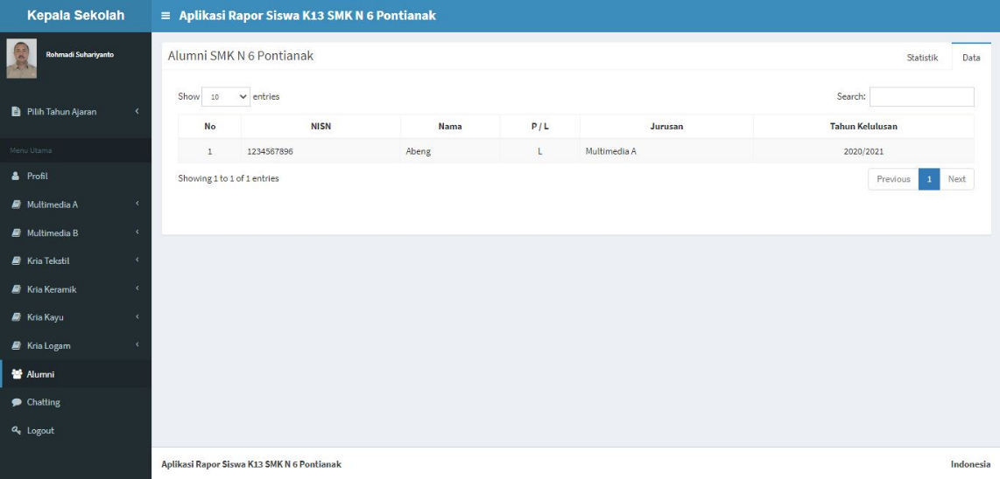 Kepala Sekolah
Aplikasi Rapor Siswa K13 SMK N 6 Pontianak
Rohmadi Suhariyanto
Pilih Tahun Ajaran
Menu Utama
Profil
Multimedia A
Multimedia B
Kria Tekstil
Kria Keramik
Kria Kayu
Kria Logam
Alumni
Chatting
Logout
Alumni SMK N 6 Pontianak
Statistik Data
Show 10 entries Search:
No NISN Nama P / L Jurusan Tahun Kelulusan
1 1234567896 Abeng L Multimedia A 2020/2021
Showing 1 to 1 of 1 entries Previous 1 Next
Aplikasi Rapor Siswa K13 SMK N 6 Pontianak Indonesia